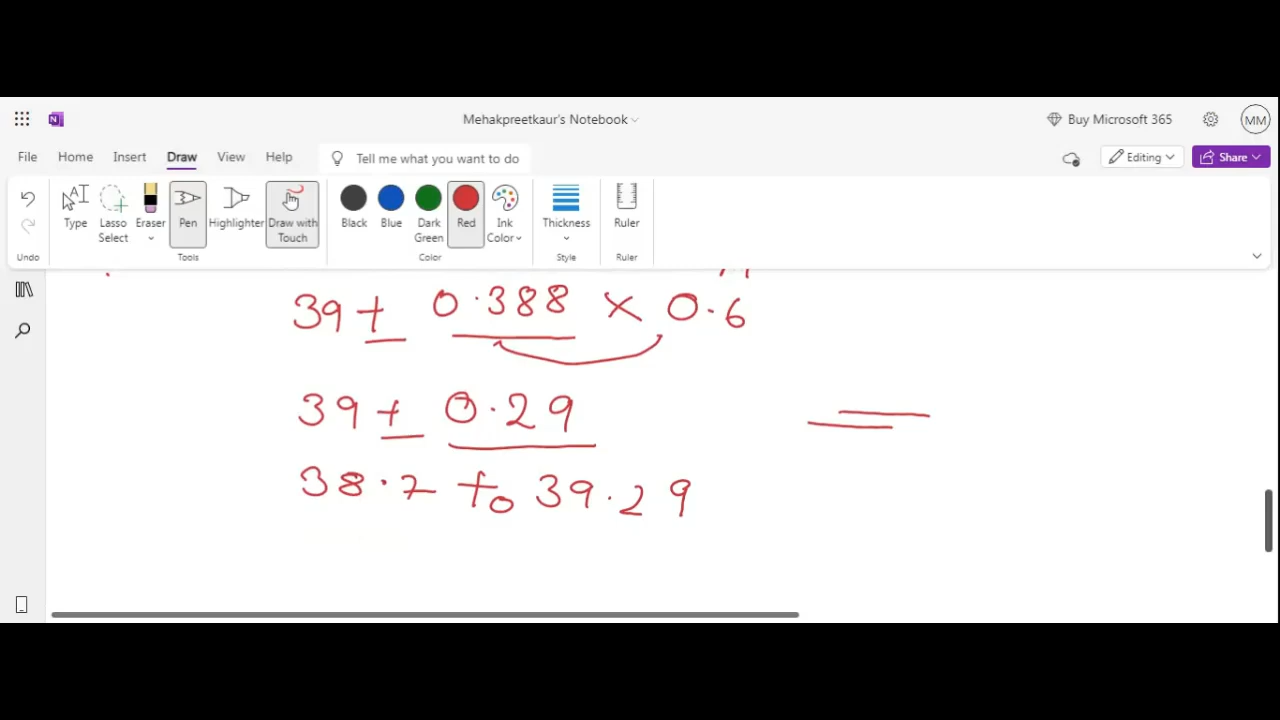 Mehakpreetkaur's Notebook
Buy Microsoft 365
MM
File Home Insert Draw View Help Tell me what you want to do
Editing Share
Type Lasso Select Eraser Pen Highlighter Draw with Touch Black Blue Dark Green Red Ink Color Thickness Ruler
Undo Tools Color Style Ruler
39 + 0.388 × 0.6
39 + 0.29
38.7 to 39.29